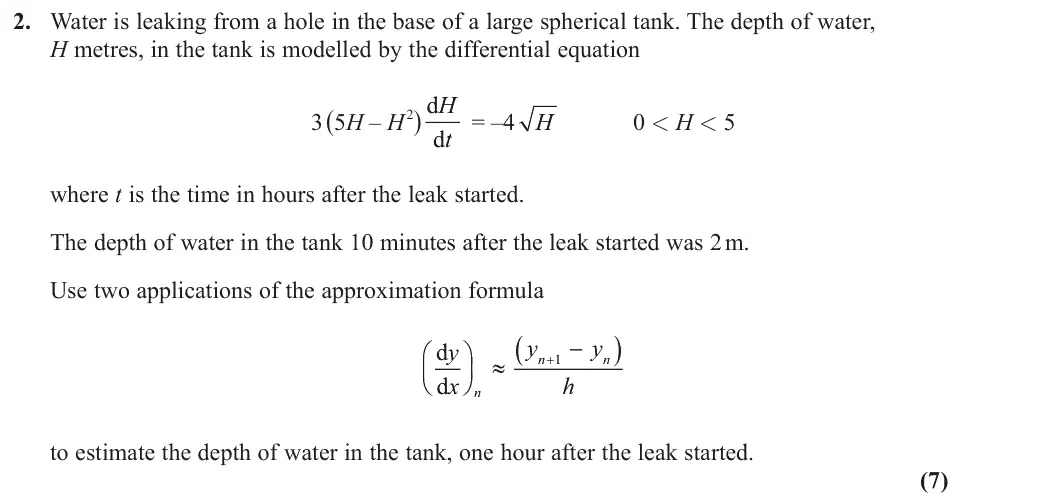 2. Water is leaking from a hole in the base of a large spherical tank. The depth of water,
H metres, in the tank is modelled by the differential equation
3(5H – H²) dH/dt = –4√H 0 < H < 5
where t is the time in hours after the leak started.
The depth of water in the tank 10 minutes after the leak started was 2 m.
Use two applications of the approximation formula
(dy/dx)ₙ ≈ (yₙ₊₁ – yₙ)/h
to estimate the depth of water in the tank, one hour after the leak started.
(7)